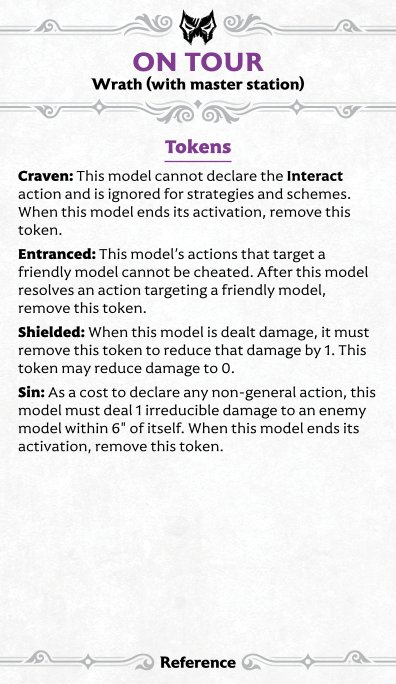 ON TOUR
Wrath (with master station)
Tokens
Craven: This model cannot declare the Interact
action and is ignored for strategies and schemes.
When this model ends its activation, remove this
token.
Entranced: This model's actions that target a
friendly model cannot be cheated. After this model
resolves an action targeting a friendly model,
remove this token.
Shielded: When this model is dealt damage, it must
remove this token to reduce that damage by 1. This
token may reduce damage to 0.
Sin: As a cost to declare any non-general action, this
model must deal 1 irreducible damage to an enemy
model within 6" of itself. When this model ends its
activation, remove this token.
Reference